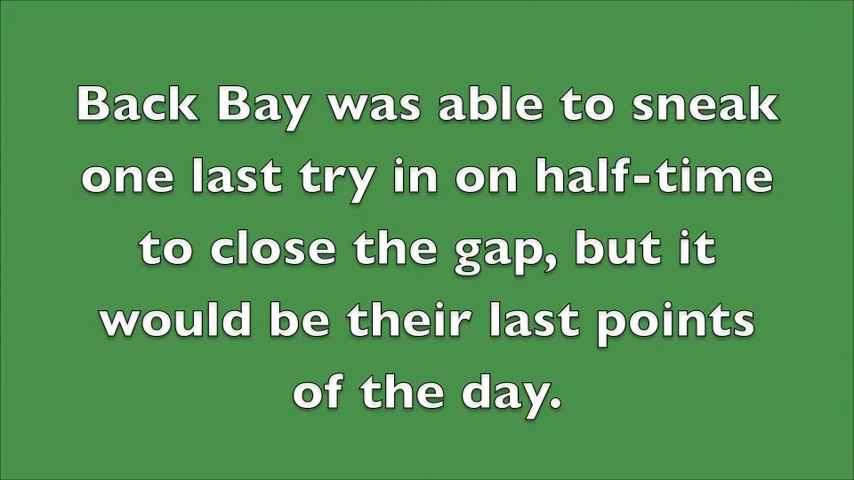 Back Bay was able to sneak
one last try in on half-time
to close the gap, but it
would be their last points
of the day.